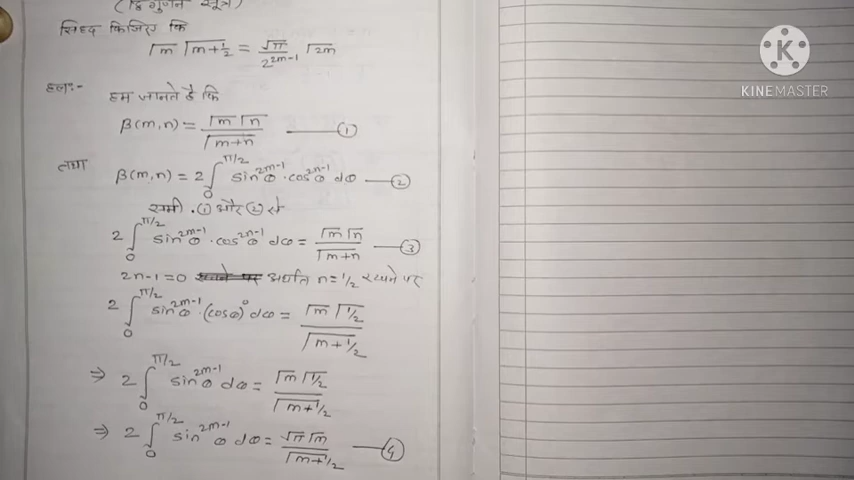 (द्विगुणन सूत्र)
सिद्ध किजिए कि
Γm Γm+1/2 = √π/2^(2m-1) . Γ2m
हलः-
हम जानते है कि
β(m,n) = Γm Γn / Γm+n —①
तथा
β(m,n) = 2∫₀^(π/2) sin^(2m-1)θ · cos^(2n-1)θ dθ —②
समी. ① और ② से
2∫₀^(π/2) sin^(2m-1)θ · cos^(2n-1)θ dθ = Γm Γn / Γm+n —③
2n-1=0 अर्थात n=1/2 रखने पर
2∫₀^(π/2) sin^(2m-1)θ · (cosθ)^0 dθ = Γm Γ1/2 / Γm+1/2
⇒ 2∫₀^(π/2) sin^(2m-1)θ dθ = Γm Γ1/2 / Γm+1/2
⇒ 2∫₀^(π/2) sin^(2m-1)θ dθ = √π Γm / Γm+1/2 —④
KINEMASTER